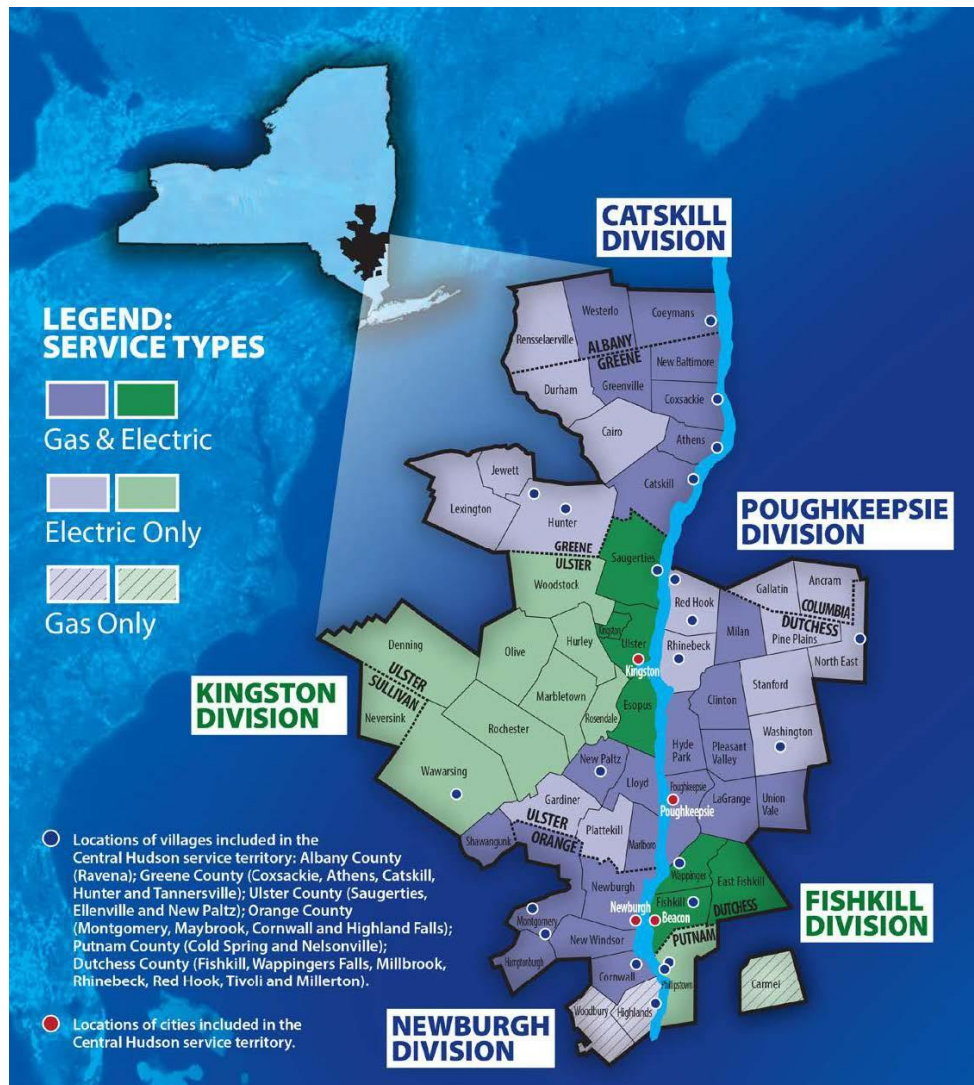 CATSKILL
DIVISION
LEGEND:
SERVICE TYPES
Gas & Electric
Electric Only
Gas Only
Westerlo
Coeymans
Rensselaerville
ALBANY
GREENE
New Baltimore
Durham
Greenville
Coxsackie
Cairo
Athens
Jewett
Catskill
Lexington
Hunter
GREENE
ULSTER
POUGHKEEPSIE
DIVISION
Saugerties
Woodstock
Gallatin
Ancram
COLUMBIA
DUTCHESS
Red Hook
Milan
Pine Plains
North East
Denning
Olive
Hurley
Kingston
Ulster
Kingston
Rhinebeck
Stanford
ULSTER
SULLIVAN
KINGSTON
DIVISION
Neversink
Marbletown
Rochester
Rosendale
Esopus
Clinton
Washington
Wawarsing
New Paltz
Lloyd
Hyde
Park
Pleasant
Valley
Gardiner
Poughkeepsie
Poughkeepsie
LaGrange
Union
Vale
ULSTER
ORANGE
Plattekill
Marlboro
Shawangunk
Wappinger
East Fishkill
Newburgh
Fishkill
DUTCHESS
FISHKILL
DIVISION
Newburgh
Beacon
Montgomery
New Windsor
PUTNAM
Hamptonburgh
Cornwall
Phillipstown
Carmel
Woodbury
Highlands
NEWBURGH
DIVISION
Locations of villages included in the
Central Hudson service territory: Albany County
(Ravena); Greene County (Coxsackie, Athens, Catskill,
Hunter and Tannersville); Ulster County (Saugerties,
Ellenville and New Paltz); Orange County
(Montgomery, Maybrook, Cornwall and Highland Falls);
Putnam County (Cold Spring and Nelsonville);
Dutchess County (Fishkill, Wappingers Falls, Millbrook,
Rhinebeck, Red Hook, Tivoli and Millerton).
Locations of cities included in the
Central Hudson service territory.